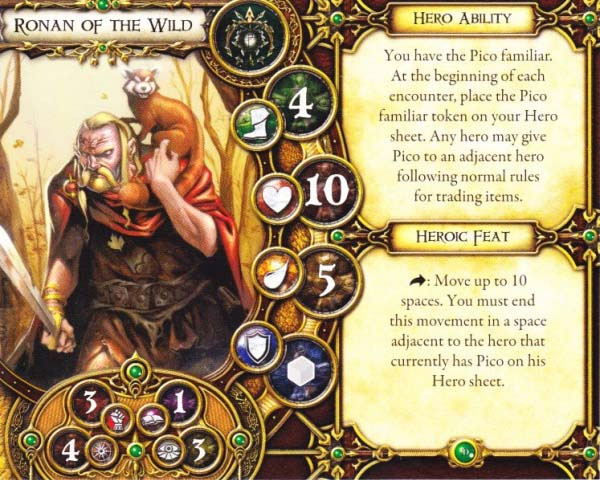 RONAN OF THE WILD
4
10
5
3
1
4
3
HERO ABILITY
You have the Pico familiar.
At the beginning of each
encounter, place the Pico
familiar token on your Hero
sheet. Any hero may give
Pico to an adjacent hero
following normal rules
for trading items.
HEROIC FEAT
: Move up to 10
spaces. You must end
this movement in a space
adjacent to the hero that
currently has Pico on his
Hero sheet.